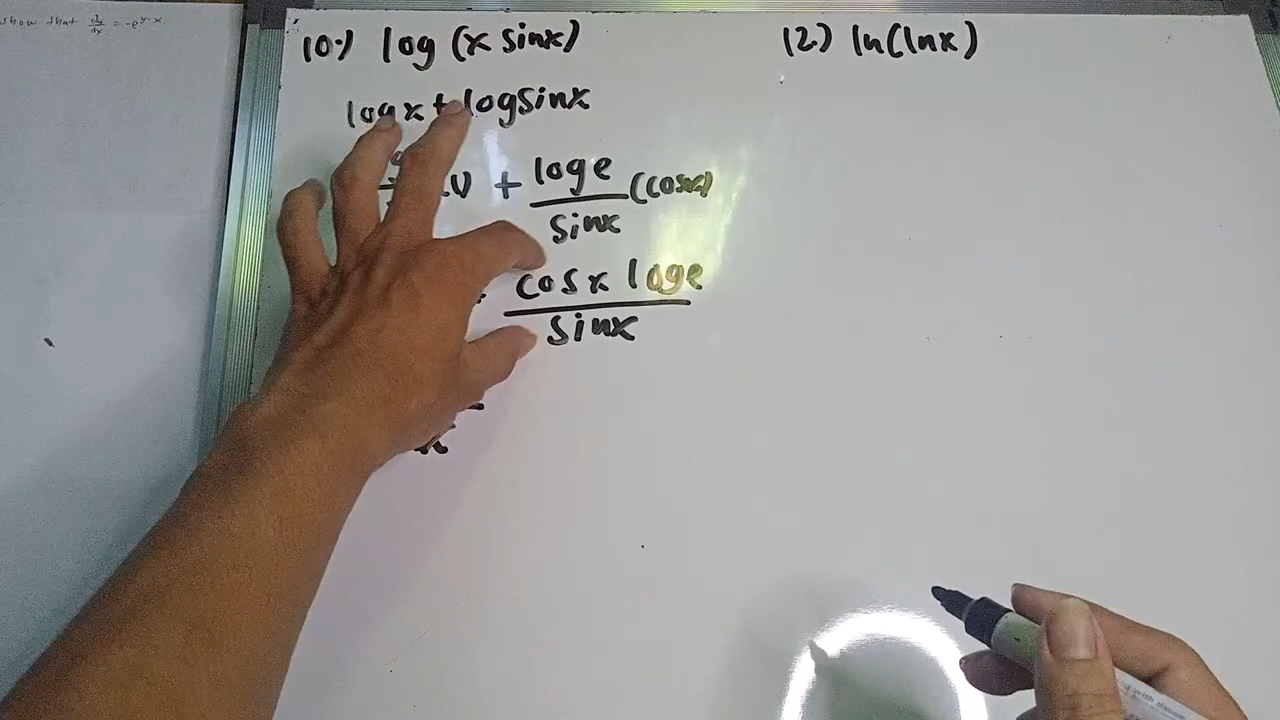 show that dy/dx = -e^y-x
10.) log (x sinx)
logx + logsinx
+ loge/sinx (cosx)
cosx loge/sinx
12.) ln(lnx)